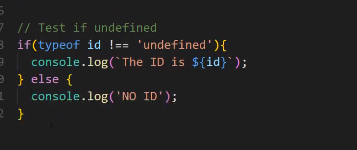 // Test if undefined
if(typeof id !== 'undefined'){
  console.log(`The ID is ${id}`);
} else {
  console.log('NO ID');
}